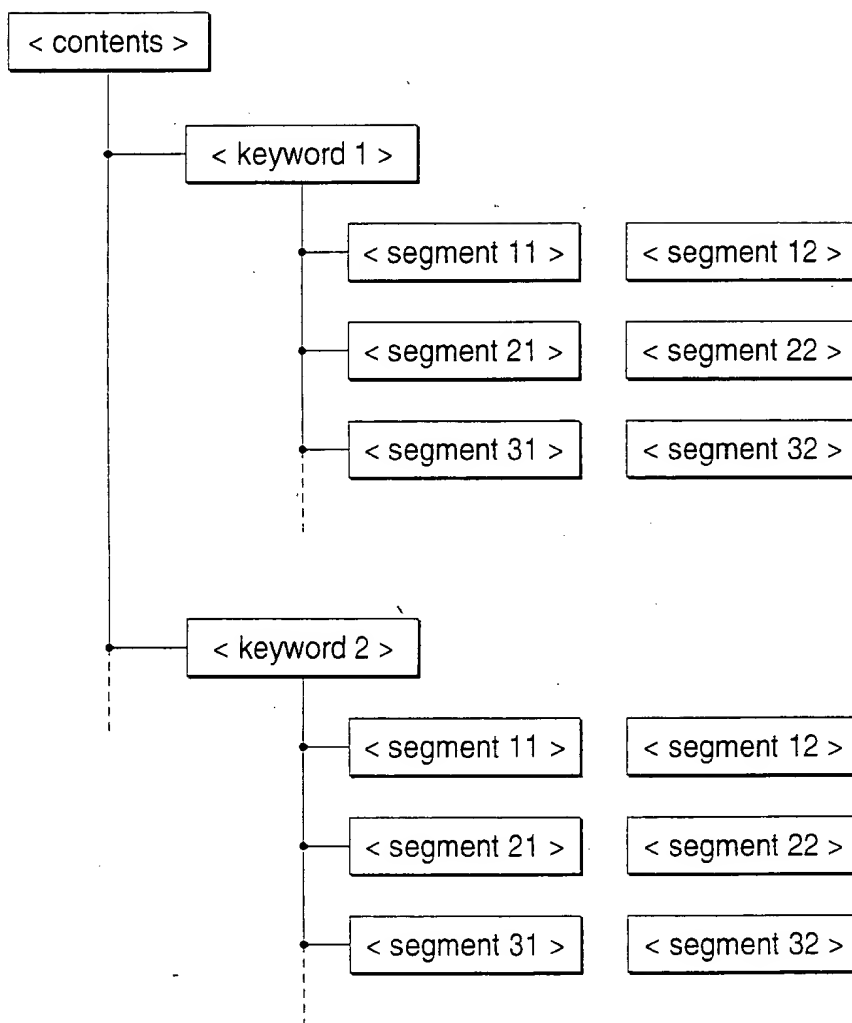 < contents >
< keyword 1 >
< segment 11 > < segment 12 >
< segment 21 > < segment 22 >
< segment 31 > < segment 32 >
< keyword 2 >
< segment 11 > < segment 12 >
< segment 21 > < segment 22 >
< segment 31 > < segment 32 >